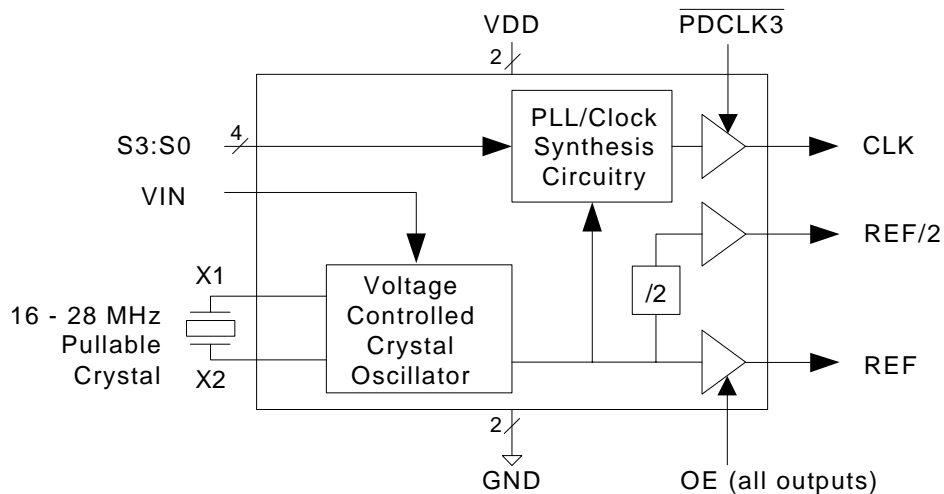 VDD
PDCLK3
2
S3:S0
4
PLL/Clock
Synthesis
Circuitry
CLK
VIN
REF/2
X1
16 - 28 MHz
Pullable
Crystal
X2
Voltage
Controlled
Crystal
Oscillator
/2
REF
2
GND
OE (all outputs)